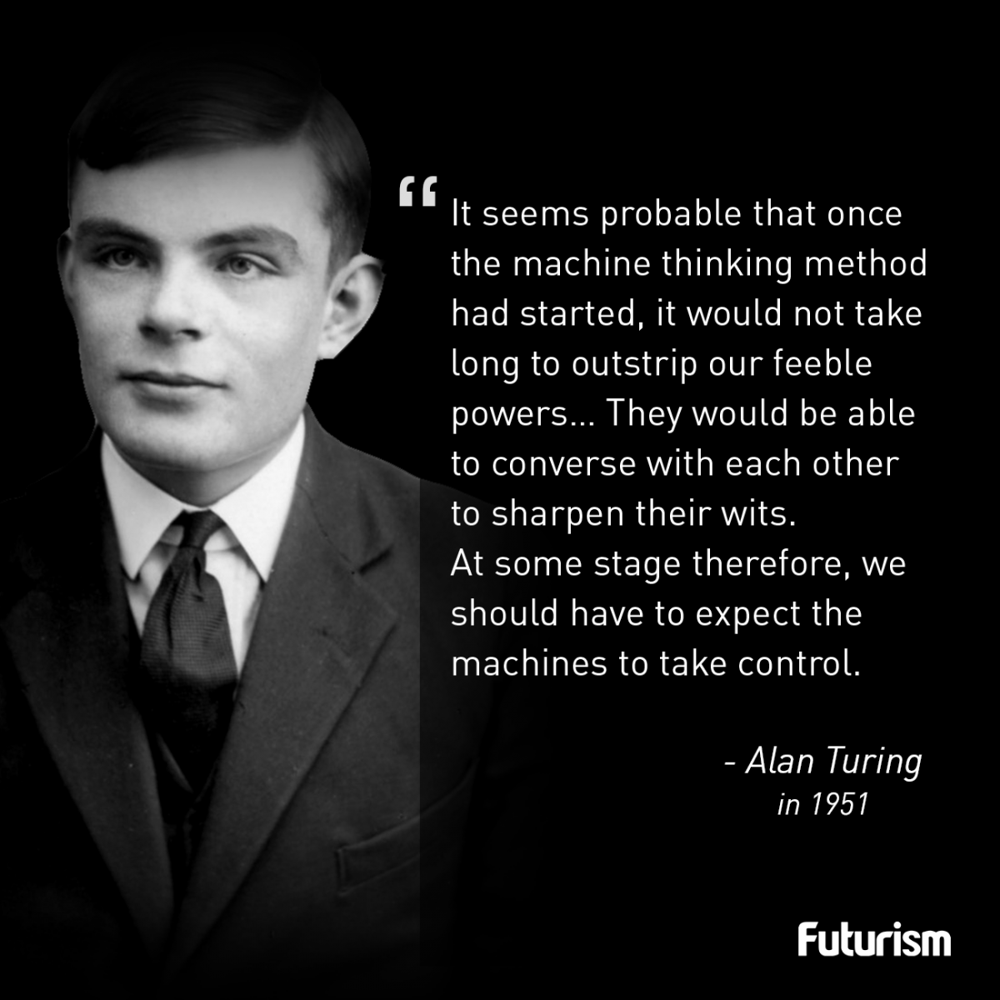 “ It seems probable that once
the machine thinking method
had started, it would not take
long to outstrip our feeble
powers... They would be able
to converse with each other
to sharpen their wits.
At some stage therefore, we
should have to expect the
machines to take control.
- Alan Turing
in 1951
Futurism